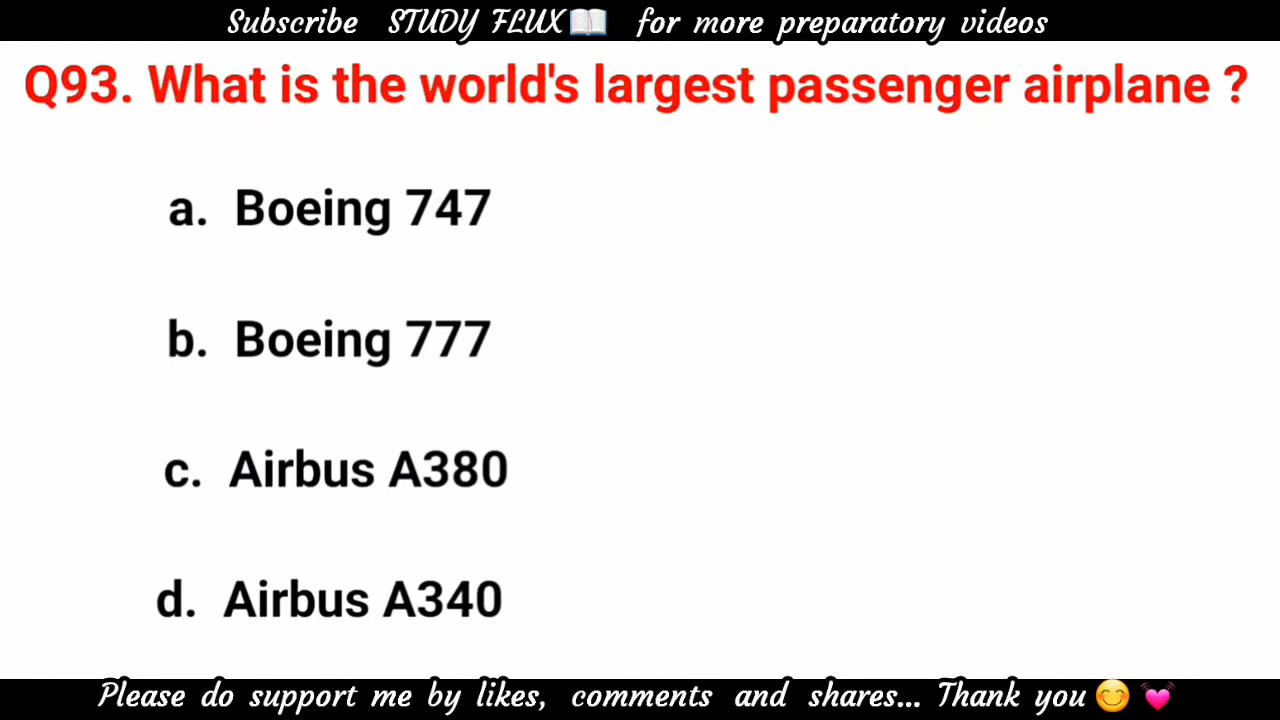 Subscribe STUDY FLUX📖 for more preparatory videos
Q93. What is the world's largest passenger airplane ?
a. Boeing 747
b. Boeing 777
c. Airbus A380
d. Airbus A340
Please do support me by likes, comments and shares... Thank you 😊 💓